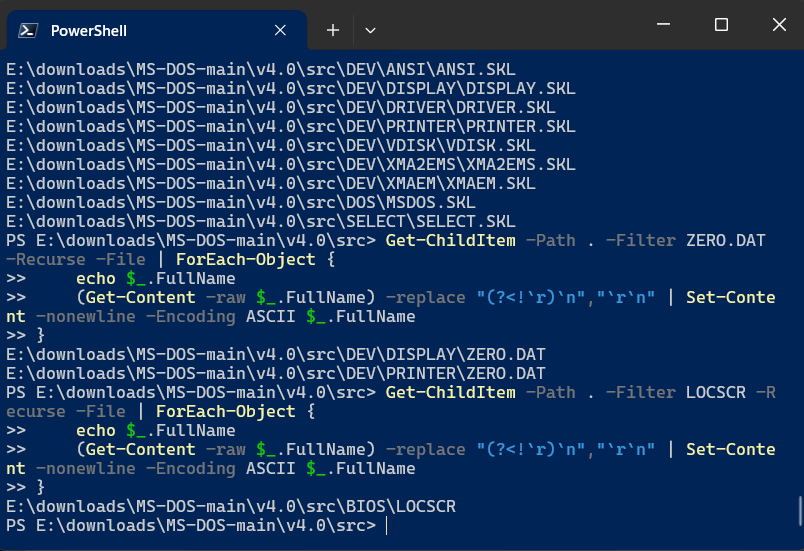 PowerShell
E:\downloads\MS-DOS-main\v4.0\src\DEV\ANSI\ANSI.SKL
E:\downloads\MS-DOS-main\v4.0\src\DEV\DISPLAY\DISPLAY.SKL
E:\downloads\MS-DOS-main\v4.0\src\DEV\DRIVER\DRIVER.SKL
E:\downloads\MS-DOS-main\v4.0\src\DEV\PRINTER\PRINTER.SKL
E:\downloads\MS-DOS-main\v4.0\src\DEV\VDISK\VDISK.SKL
E:\downloads\MS-DOS-main\v4.0\src\DEV\XMA2EMS\XMA2EMS.SKL
E:\downloads\MS-DOS-main\v4.0\src\DEV\XMAEM\XMAEM.SKL
E:\downloads\MS-DOS-main\v4.0\src\DOS\MSDOS.SKL
E:\downloads\MS-DOS-main\v4.0\src\SELECT\SELECT.SKL
PS E:\downloads\MS-DOS-main\v4.0\src> Get-ChildItem -Path . -Filter ZERO.DAT
-Recurse -File | ForEach-Object {
>>     echo $_.FullName
>>     (Get-Content -raw $_.FullName) -replace "(?<!`r)`n","`r`n" | Set-Conte
nt -nonewline -Encoding ASCII $_.FullName
>> }
E:\downloads\MS-DOS-main\v4.0\src\DEV\DISPLAY\ZERO.DAT
E:\downloads\MS-DOS-main\v4.0\src\DEV\PRINTER\ZERO.DAT
PS E:\downloads\MS-DOS-main\v4.0\src> Get-ChildItem -Path . -Filter LOCSCR -R
ecurse -File | ForEach-Object {
>>     echo $_.FullName
>>     (Get-Content -raw $_.FullName) -replace "(?<!`r)`n","`r`n" | Set-Conte
nt -nonewline -Encoding ASCII $_.FullName
>> }
E:\downloads\MS-DOS-main\v4.0\src\BIOS\LOCSCR
PS E:\downloads\MS-DOS-main\v4.0\src>